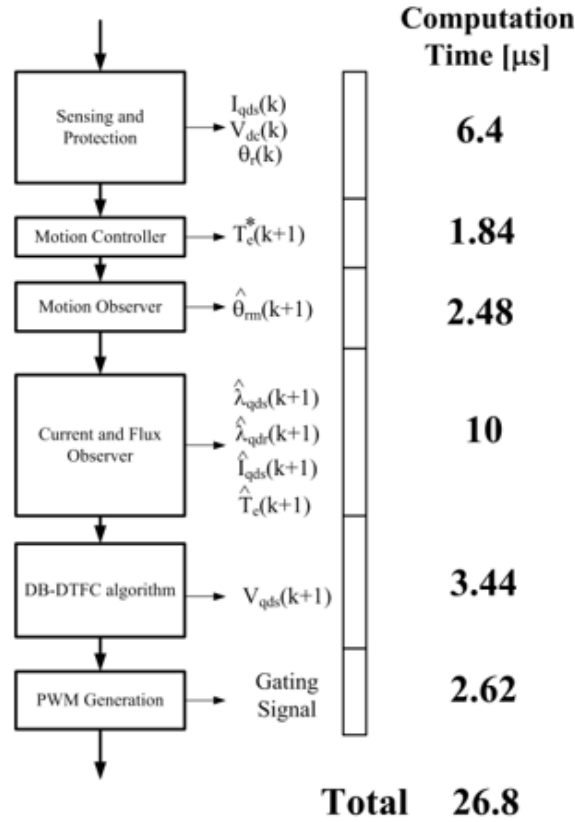 Computation
Time [μs]
Sensing and
Protection
I_qds(k)
V_dc(k)
θ_r(k)
6.4
Motion Controller
T_e^*(k+1)
1.84
Motion Observer
θ̂_rm(k+1)
2.48
Current and Flux
Observer
λ̂_qds(k+1)
λ̂_qdr(k+1)
Î_qds(k+1)
T̂_e(k+1)
10
DB-DTFC algorithm
V_qds(k+1)
3.44
PWM Generation
Gating
Signal
2.62
Total 26.8